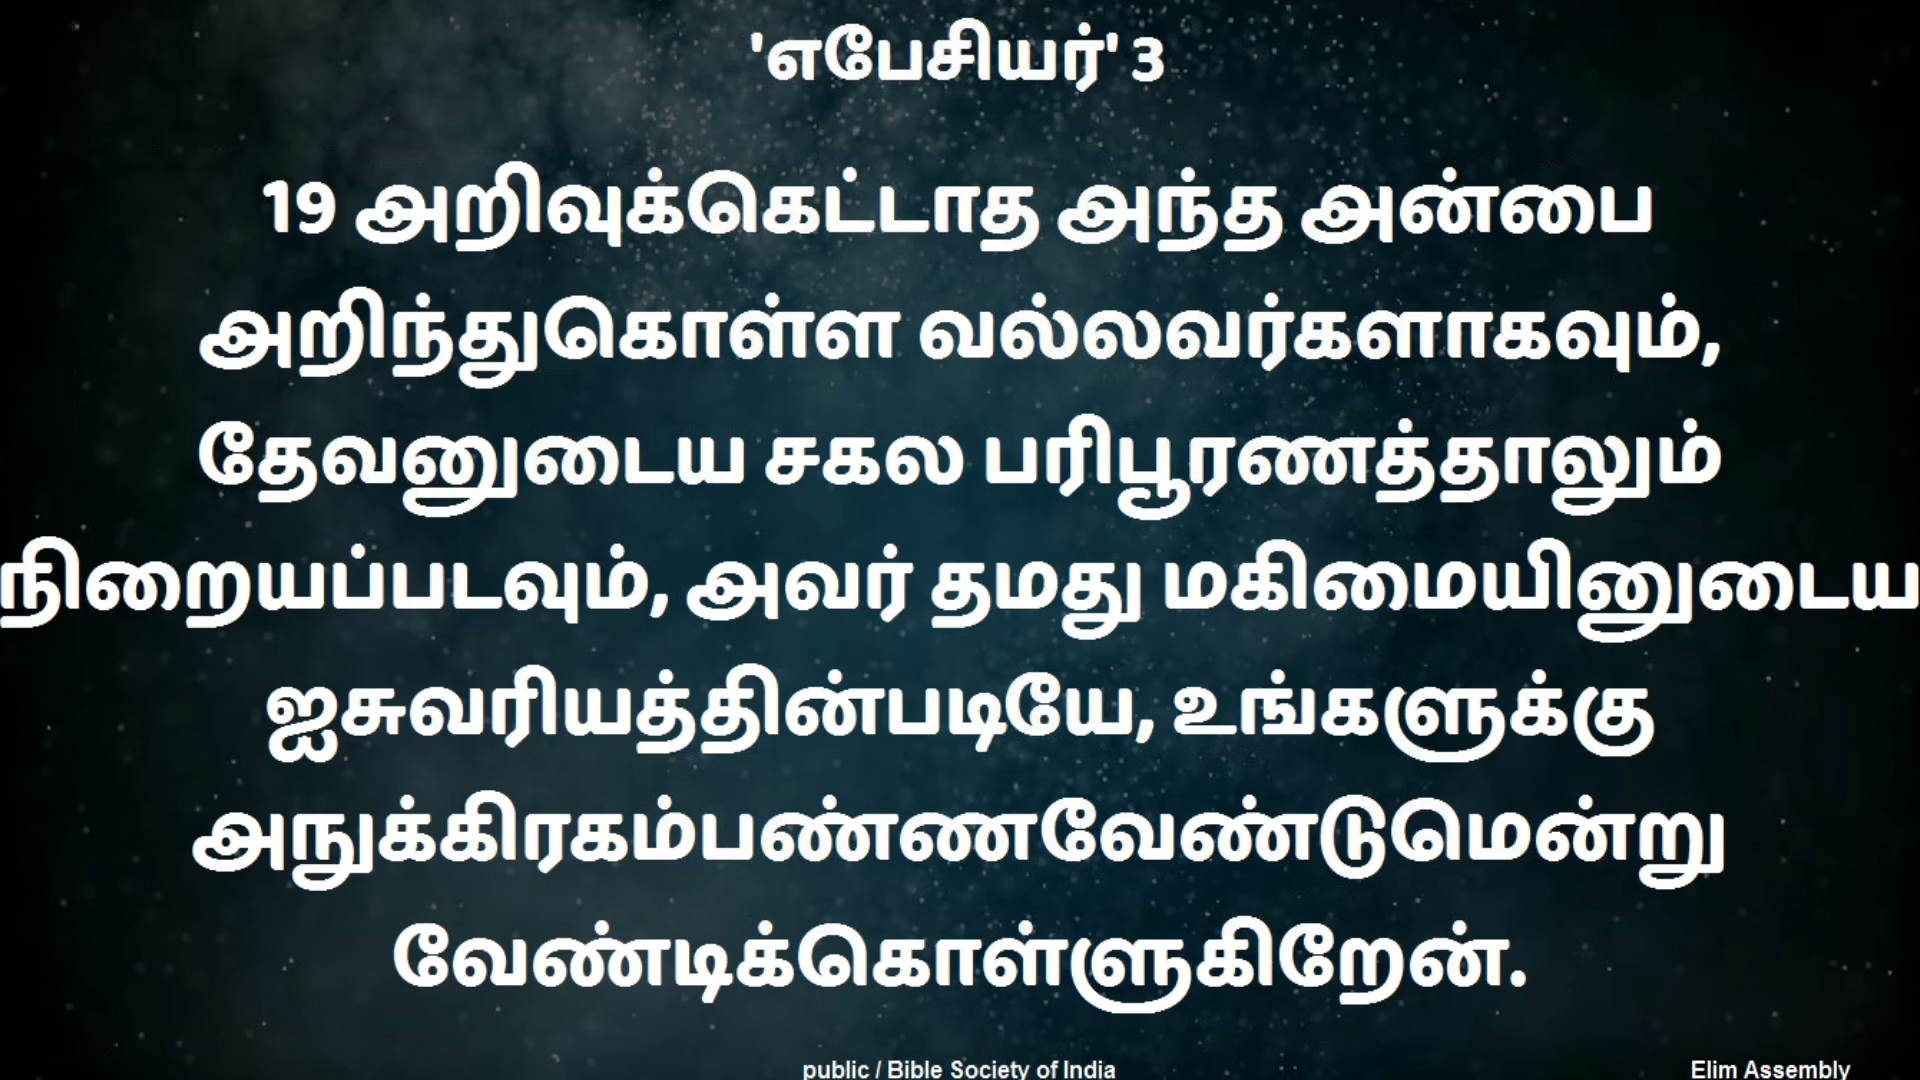 'எபேசியர்' 3
19 அறிவுக்கெட்டாத அந்த அன்பை
அறிந்துகொள்ள வல்லவர்களாகவும்,
தேவனுடைய சகல பரிபூரணத்தாலும்
நிறையப்படவும், அவர் தமது மகிமையினுடைய
ஐசுவரியத்தின்படியே, உங்களுக்கு
அநுக்கிரகம்பண்ணவேண்டுமென்று
வேண்டிக்கொள்ளுகிறேன்.
public / Bible Society of India
Elim Assembly